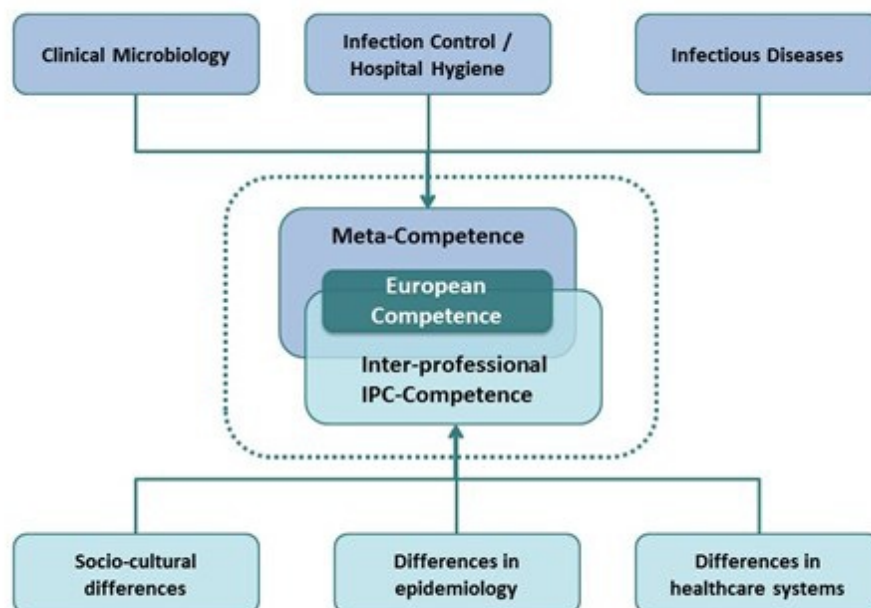 Clinical Microbiology
Infection Control /
Hospital Hygiene
Infectious Diseases
Meta-Competence
European
Competence
Inter-professional
IPC-Competence
Socio-cultural
differences
Differences in
epidemiology
Differences in
healthcare systems